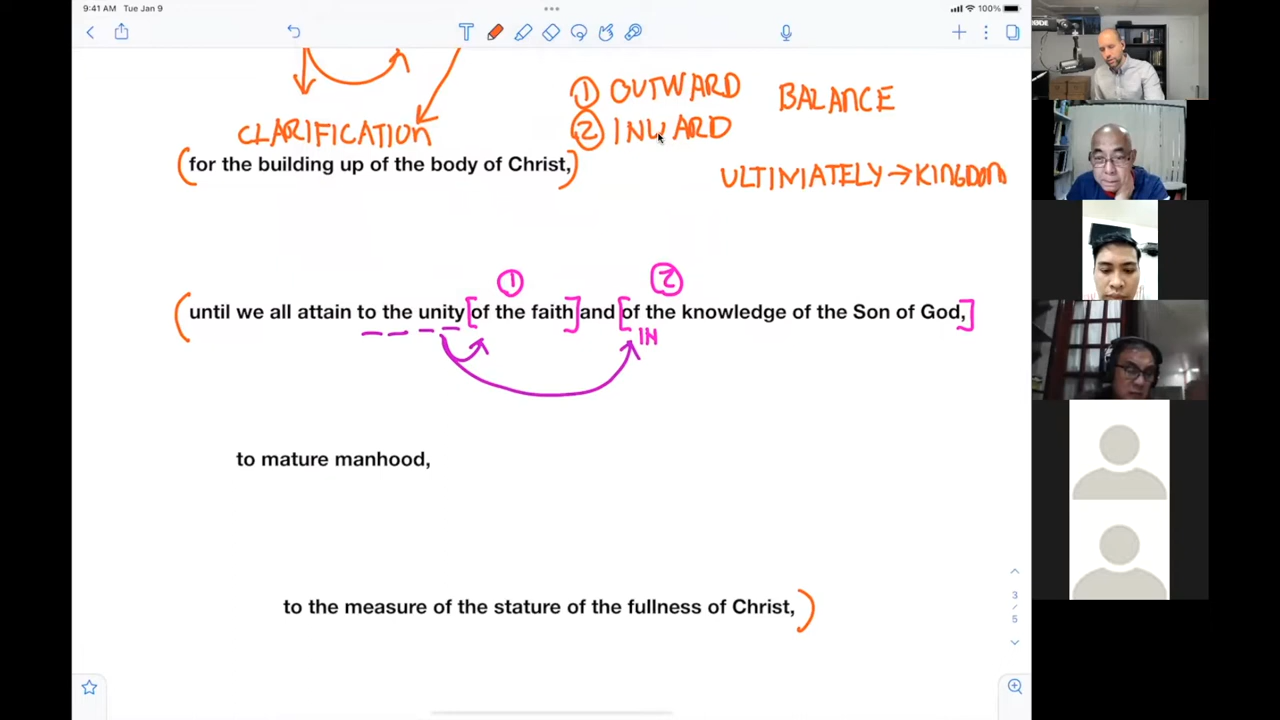 9:41 AM Tue Jan 9
100%
① OUTWARD
BALANCE
CLARIFICATION
② INWARD
(for the building up of the body of Christ,)
ULTIMIATELY → KINGDOM
① ②
(until we all attain to the unity [of the faith] and [of the knowledge of the Son of God,]
IN
to mature manhood,
3
/
5
to the measure of the stature of the fullness of Christ,)